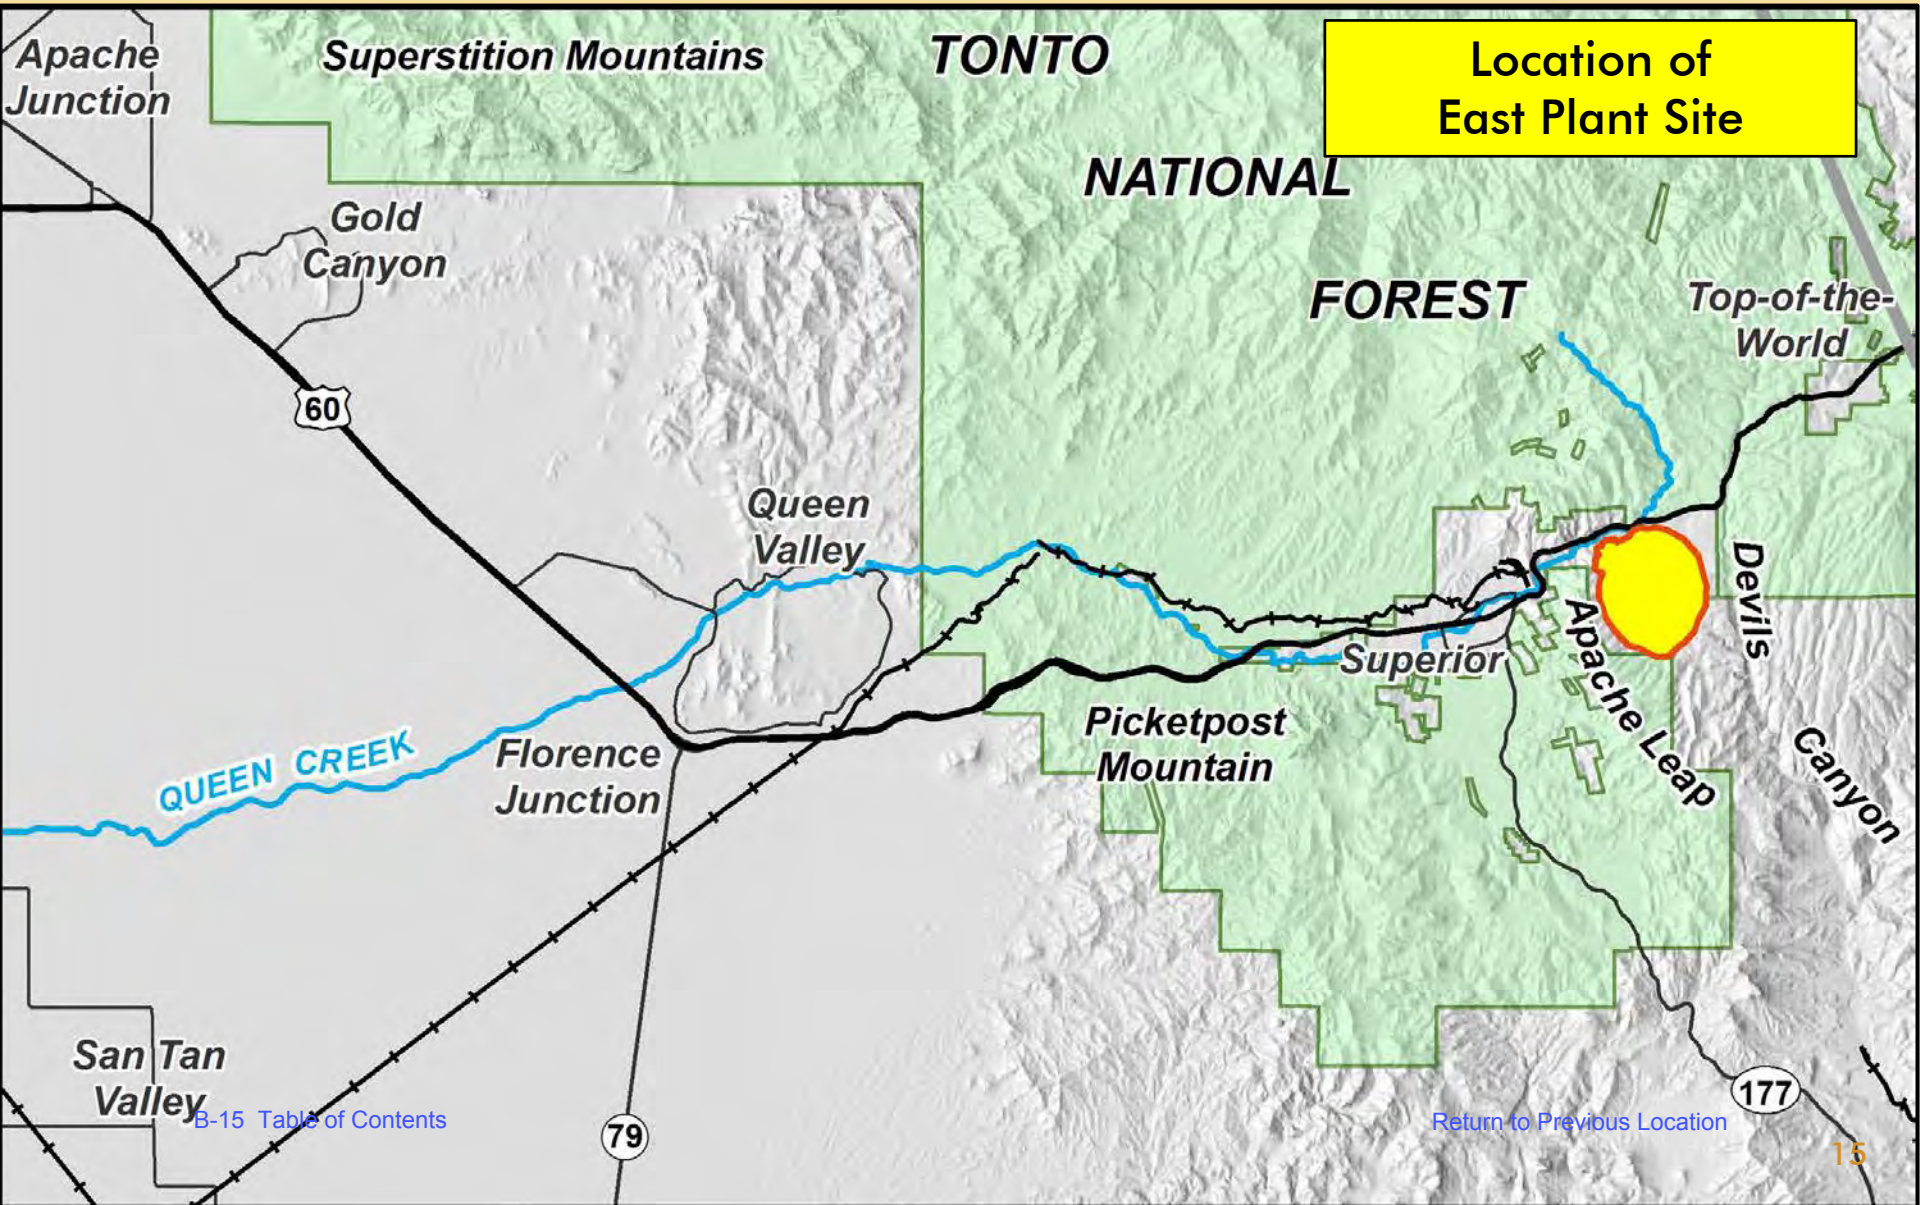 Location of
East Plant Site
Apache
Junction
Superstition Mountains
TONTO
NATIONAL
FOREST
Gold
Canyon
Top-of-the-
World
60
Queen
Valley
Devils
Canyon
Apache Leap
Superior
Picketpost
Mountain
QUEEN CREEK
Florence
Junction
San Tan
Valley
79
177
B-15 Table of Contents
Return to Previous Location
15